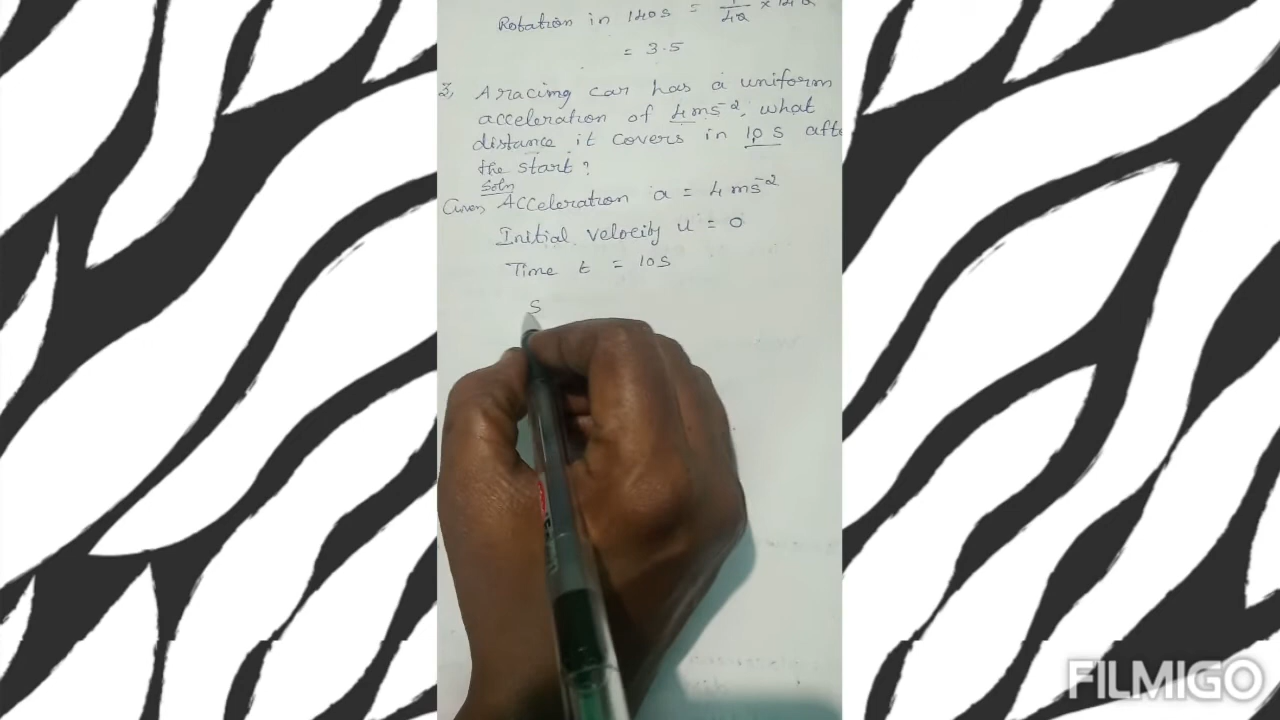 Rotation in 140s = 1/40 ×
= 3.5
3, A racing car has a uniform
acceleration of 4ms⁻², what
distance it covers in 10 s afte
the start?
Soln
Given, Acceleration a = 4 ms⁻²
Initial velocity u = 0
Time t = 10s
S
FILMIGO